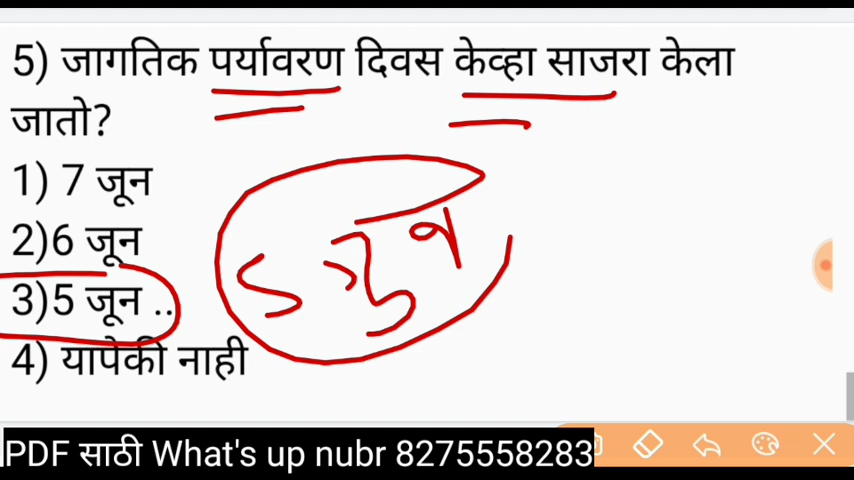 5) जागतिक पर्यावरण दिवस केव्हा साजरा केला
जातो?
1) 7 जून
2)6 जून
3)5 जून ..
4) यापेकी नाही
5 जुन
PDF साठी What's up nubr 8275558283